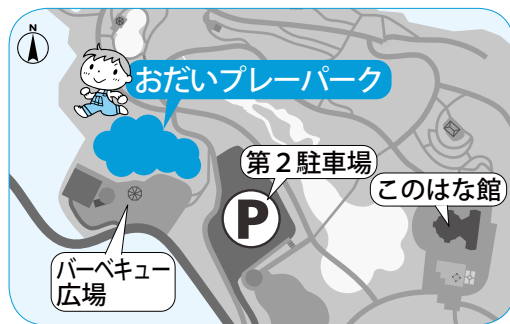 N
おだいプレーパーク
第2駐車場
このはな館
P
バーベキュー
広場